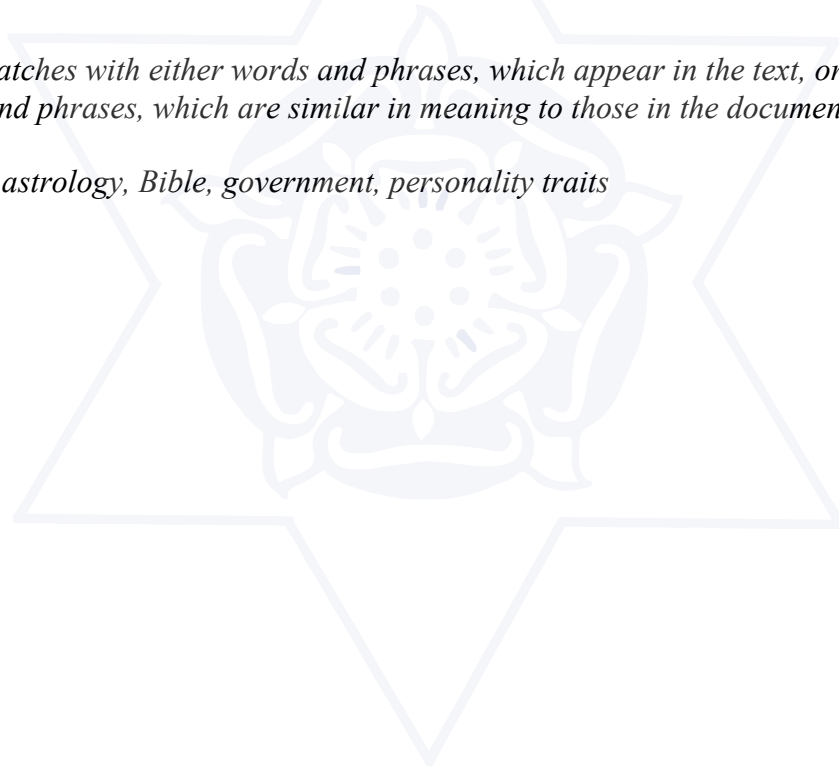 atches with either words and phrases, which appear in the text, or
nd phrases, which are similar in meaning to those in the documen
astrology, Bible, government, personality traits